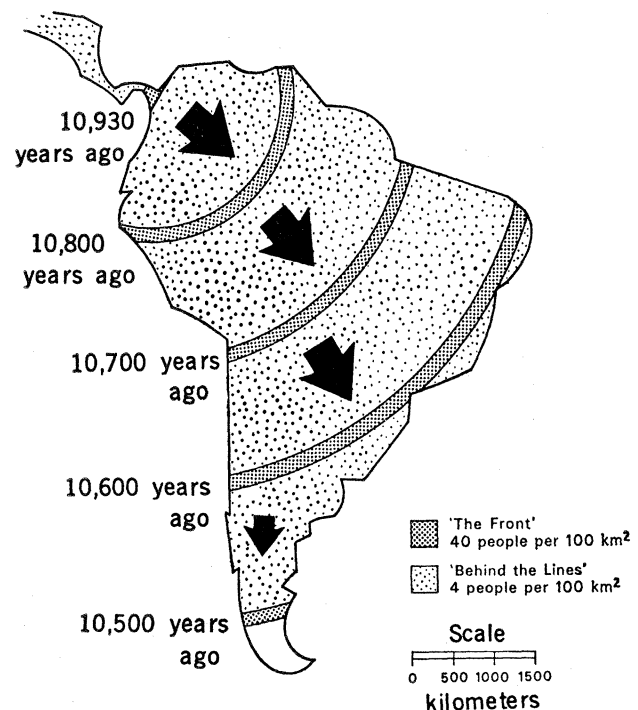 10,930
years ago
10,800
years ago
10,700 years
ago
10,600 years
ago
10,500 years
ago
'The Front'
40 people per 100 km²
'Behind the Lines'
4 people per 100 km²
Scale
0 500 1000 1500
kilometers